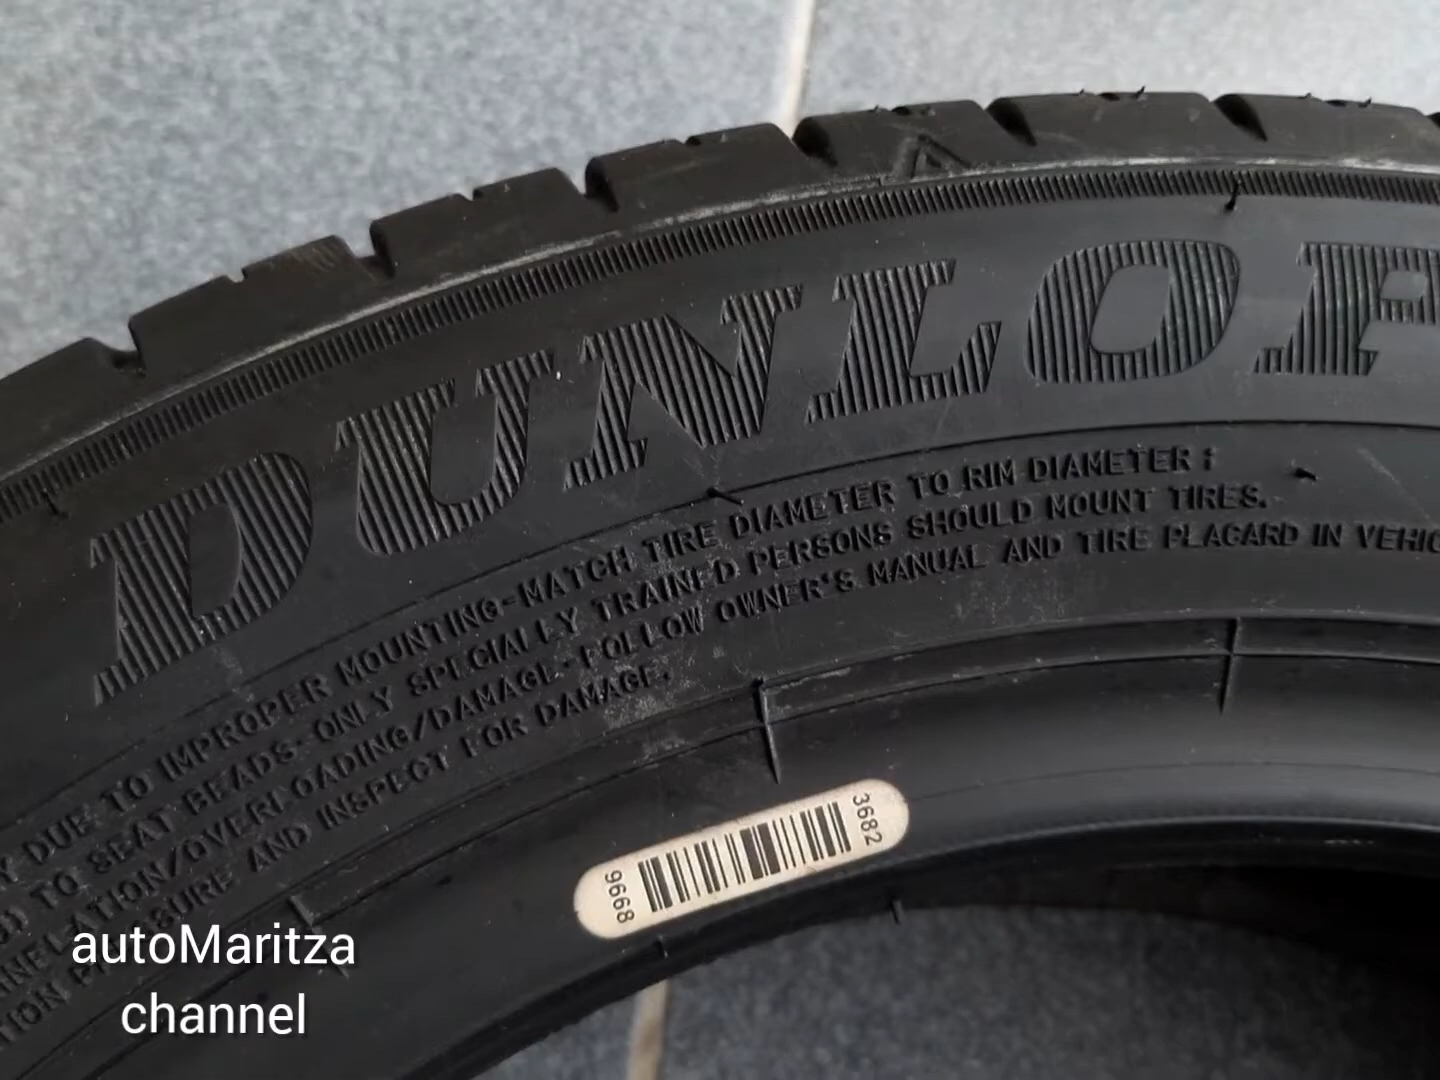 DUNLOP
Y DUE TO IMPROPER MOUNTING-MATCH TIRE DIAMETER TO RIM DIAMETER;
D TO SEAT BEADS-ONLY SPECIALLY TRAINED PERSONS SHOULD MOUNT TIRES.
INFLATION/OVERLOADING/DAMAGE-FOLLOW OWNER'S MANUAL AND TIRE PLACARD IN VEHIC
TION PRESSURE AND INSPECT FOR DAMAGE.
9668 3682
autoMaritza
channel